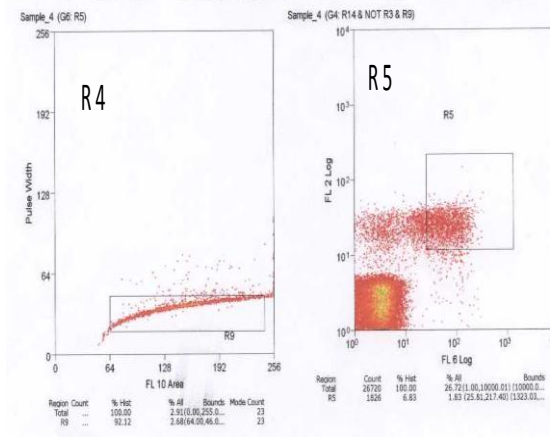 Sample_4 (G6: R5)
256
R4
192
128
64
0
Pulse Width
R9
0 64 128 192 256
FL 10 Area
Region Count % Hist % All Bounds Mode Count
Total ... 100.00 2.91(0.00,255.0... 23
R9 ... 92.12 2.68(64.00,46.0... 23
Sample_4 (G4: R14 & NOT R3 & R9)
10⁴
R5
10³
R5
10²
10¹
10⁰
FL 2 Log
10⁰ 10¹ 10² 10³
FL 6 Log
Region Count % Hist % All Bounds
Total 26720 100.00 26.72(1.00,10000.01) (10000.0...
R5 1826 6.83 1.83 (25.81,217.40) (1323.03,...